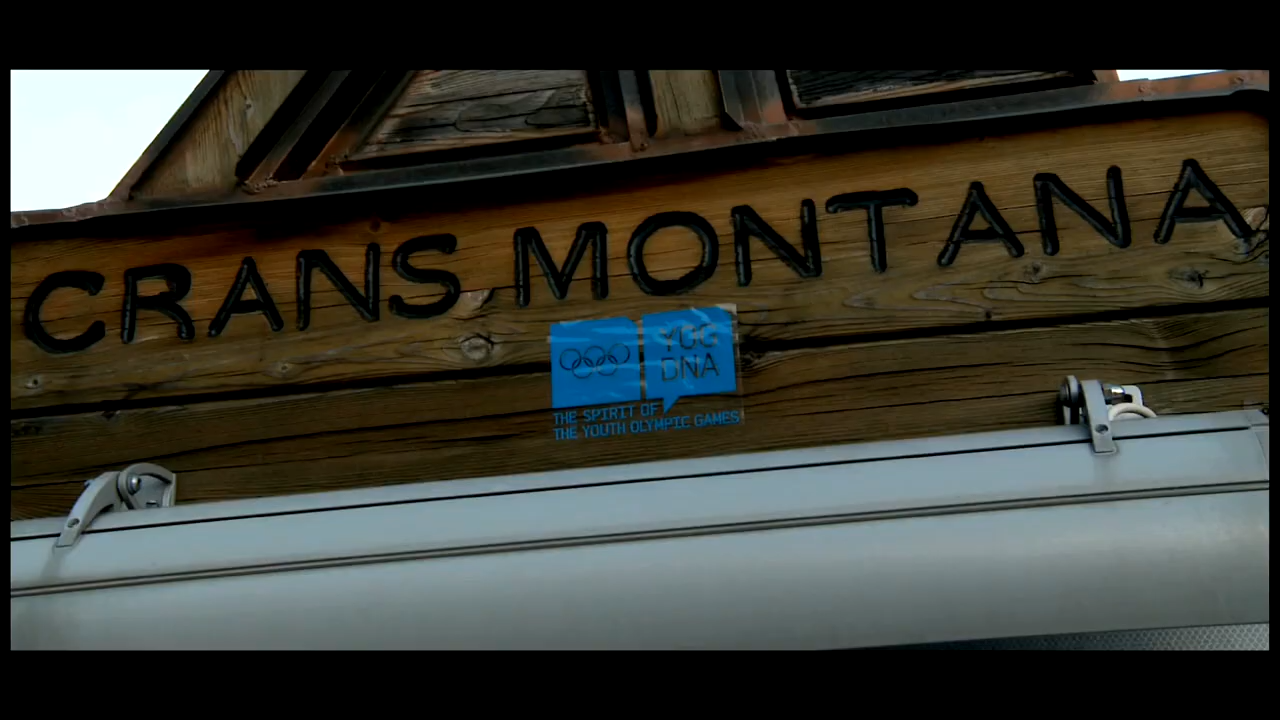 CRANS MONTANA
YOG
DNA
THE SPIRIT OF
THE YOUTH OLYMPIC GAMES